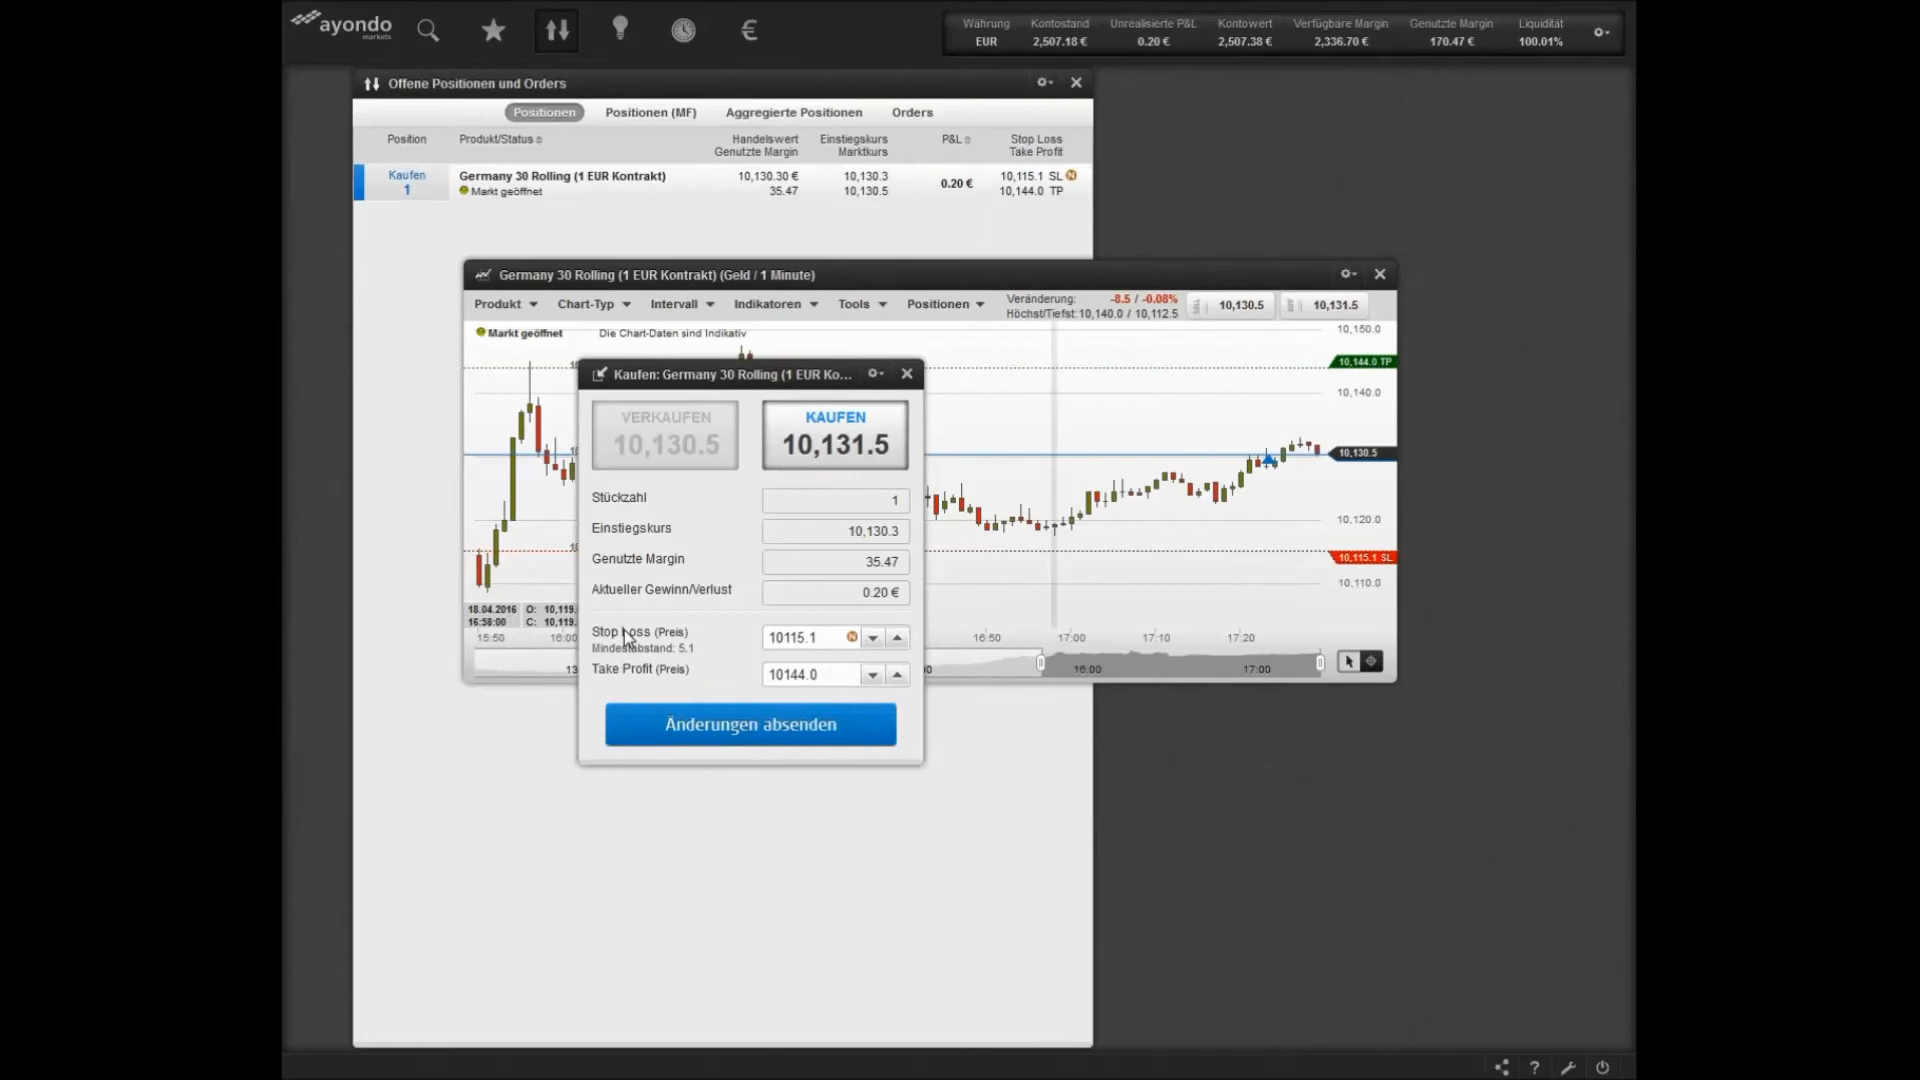 ayondo
markets
Währung Kontostand Unrealisierte P&L Kontowert Verfügbare Margin Genutzte Margin Liquidität
EUR 2,507.18 € 0.20 € 2,507.38 € 2,336.70 € 170.47 € 100.01%
Offene Positionen und Orders
Positionen Positionen (MF) Aggregierte Positionen Orders
Position Produkt/Status Handelswert Einstiegskurs P&L Stop Loss
Genutzte Margin Marktkurs Take Profit
Kaufen Germany 30 Rolling (1 EUR Kontrakt) 10,130.30 € 10,130.3 0.20 € 10,115.1 SL N
1 Markt geöffnet 35.47 10,130.5 10,144.0 TP
Germany 30 Rolling (1 EUR Kontrakt) (Geld / 1 Minute)
Produkt Chart-Typ Intervall Indikatoren Tools Positionen Veränderung: -8.5 / -0.08% 10,130.5 10,131.5
Höchst/Tiefst: 10,140.0 / 10,112.5
Markt geöffnet Die Chart-Daten sind Indikativ
10,150.0
10,144.0 TP
10,140.0
10,130.5
10,120.0
10,115.1 SL
10,110.0
Kaufen: Germany 30 Rolling (1 EUR Ko...
VERKAUFEN KAUFEN
10,130.5 10,131.5
Stückzahl 1
Einstiegskurs 10,130.3
Genutzte Margin 35.47
Aktueller Gewinn/Verlust 0.20 €
Stop Loss (Preis) 10115.1 N
Mindestabstand: 5.1
Take Profit (Preis) 10144.0
Änderungen absenden
18.04.2016 O: 10,119.
16:58:00 C: 10,119.
15:50 16:00 16:50 17:00 17:10 17:20
16:00 17:00
?